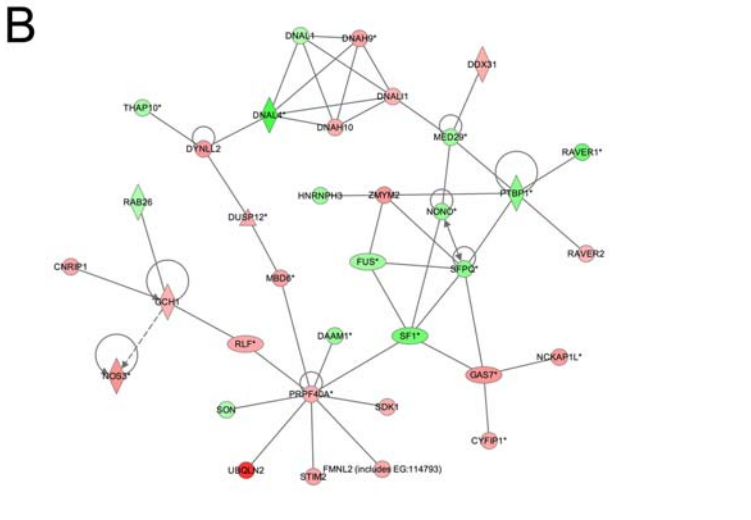 B
DNAL1
DNAH9*
DDX31
DNALI1
THAP10*
DNAL4*
DNAH10
MED29*
DYNLL2
RAVER1*
RAB26
HNRNPH3
ZMYM2
PTBP1*
NONO*
DUSP12*
RAVER2
CNRIP1
MBD6*
FUS*
SFPQ*
GCH1
DAAM1*
SF1*
RLF*
NCKAP1L*
NOS3*
GAS7*
PRPF40A*
SON
SDK1
CYFIP1*
UBQLN2
STIM2
FMNL2 (includes EG:114793)